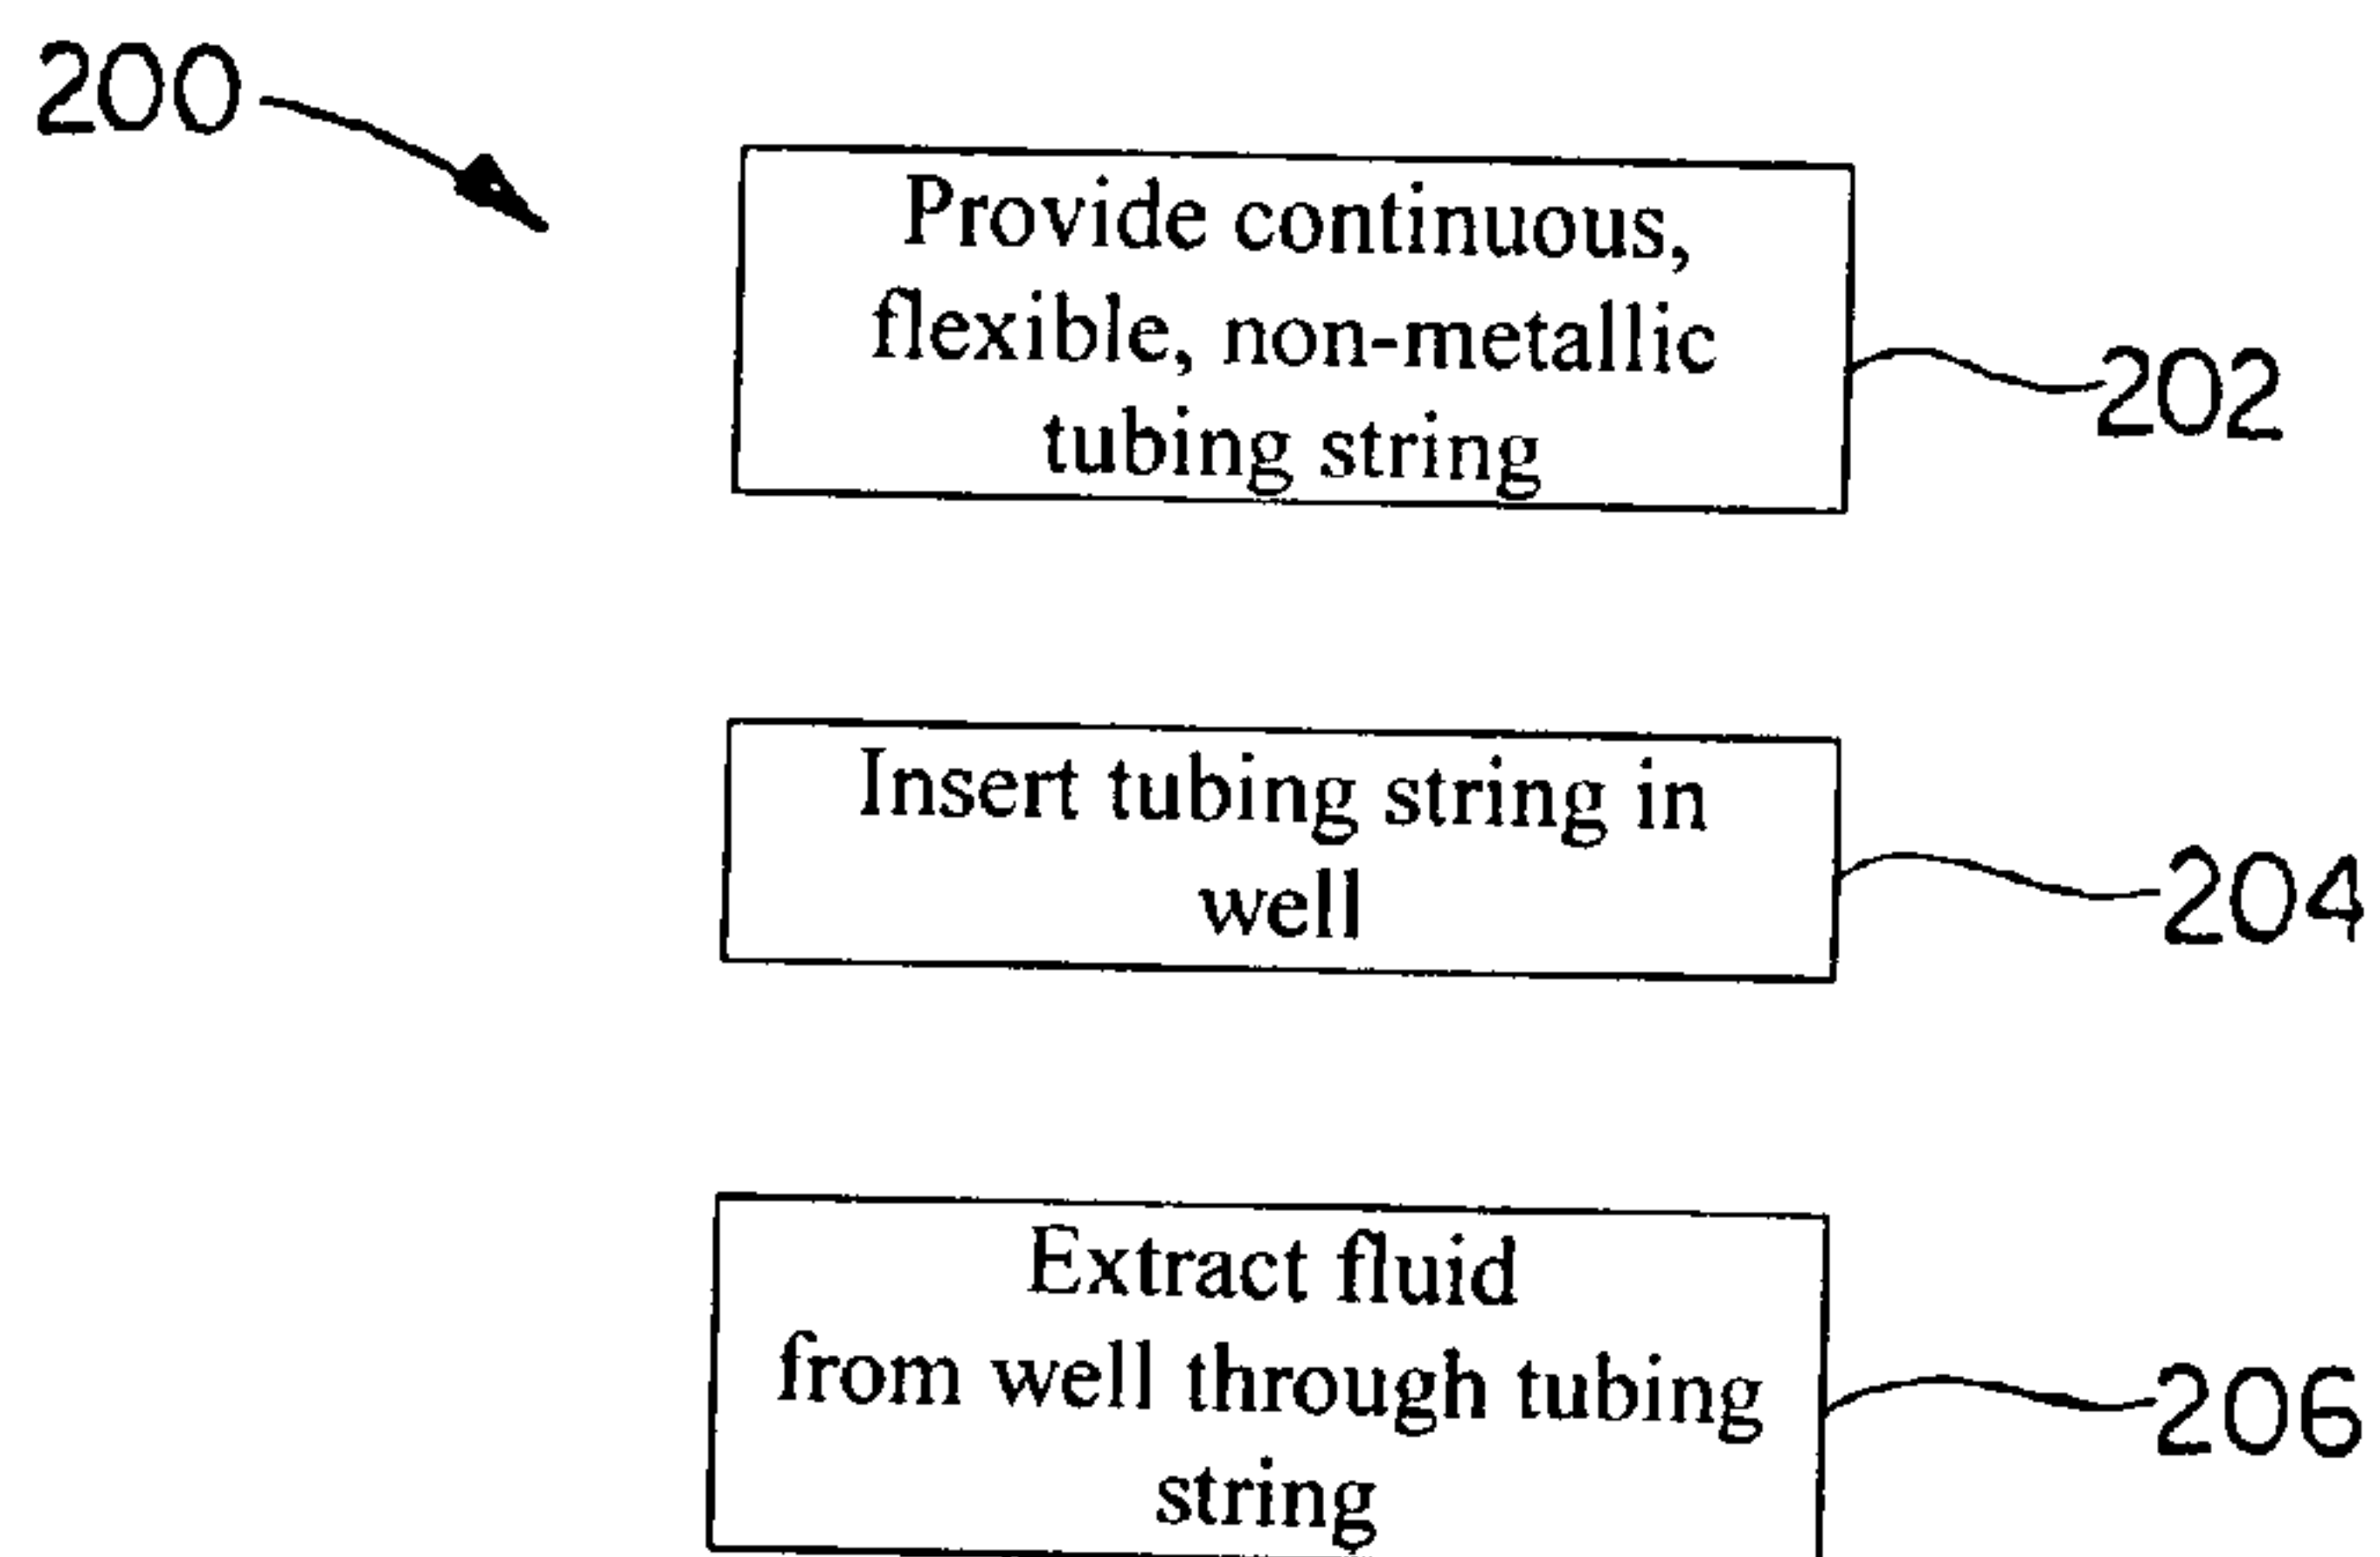 200
Provide continuous,
flexible, non-metallic
tubing string
202
Insert tubing string in
well
204
Extract fluid
from well through tubing
string
206